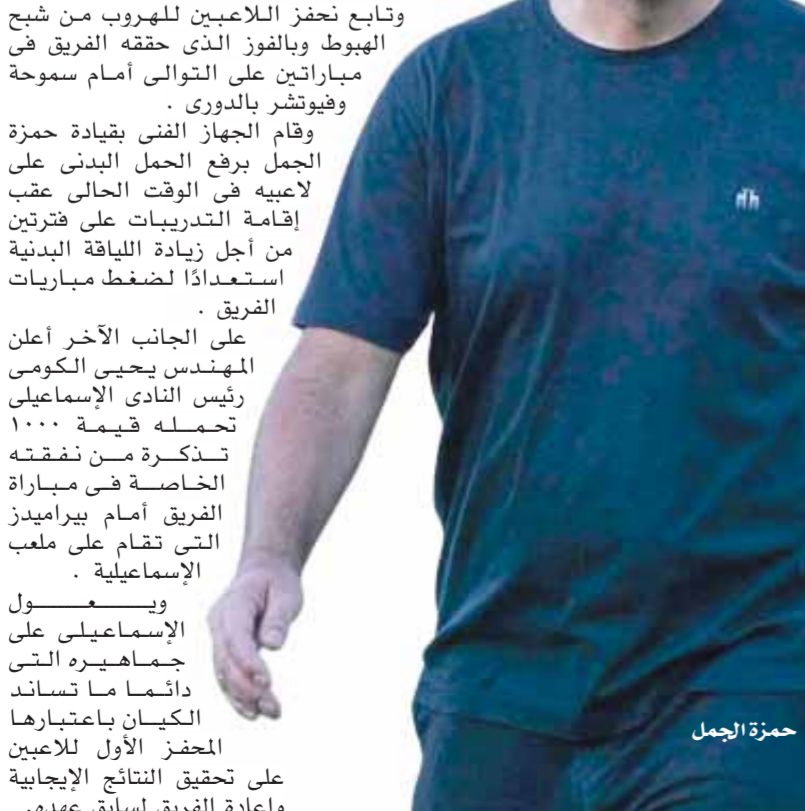 وتابع نحفز اللاعبين للهروب من شبح
الهبوط وبالفوز الذى حققه الفريق فى
مباراتين على التوالى أمام سموحة
وفيوتشر بالدورى .
وقام الجهاز الفنى بقيادة حمزة
الجمل برفع الحمل البدنى على
لاعبيه فى الوقت الحالى عقب
إقامة التدريبات على فترتين
من أجل زيادة اللياقة البدنية
استعدادًا لضغط مباريات
الفريق .
على الجانب الآخر أعلن
المهندس يحيى الكومى
رئيس النادى الإسماعيلى
تحمله قيمة ١٠٠٠
تذكرة من نفقته
الخاصة فى مباراة
الفريق أمام بيراميدز
التى تقام على ملعب
الإسماعيلية .
ويعول
الإسماعيلى على
جماهيره التى
دائما ما تساند
الكيان باعتبارها
المحفز الأول للاعبين
على تحقيق النتائج الإيجابية
وإعادة الفريق لسابق عهده.
حمزة الجمل